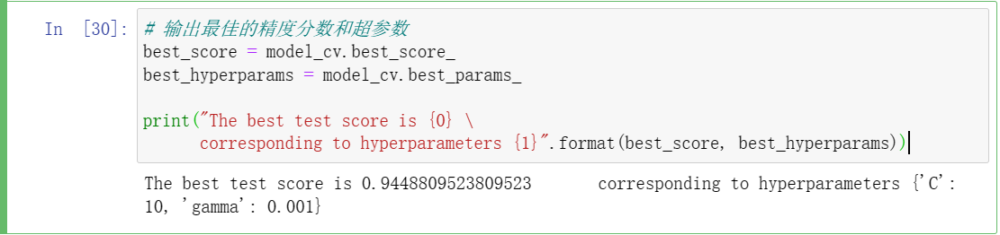 In [30]: # 输出最佳的精度分数和超参数
best_score = model_cv.best_score_
best_hyperparams = model_cv.best_params_
print("The best test score is {0} \
corresponding to hyperparameters {1}".format(best_score, best_hyperparams))
The best test score is 0.9448809523809523 corresponding to hyperparameters {'C':
10, 'gamma': 0.001}